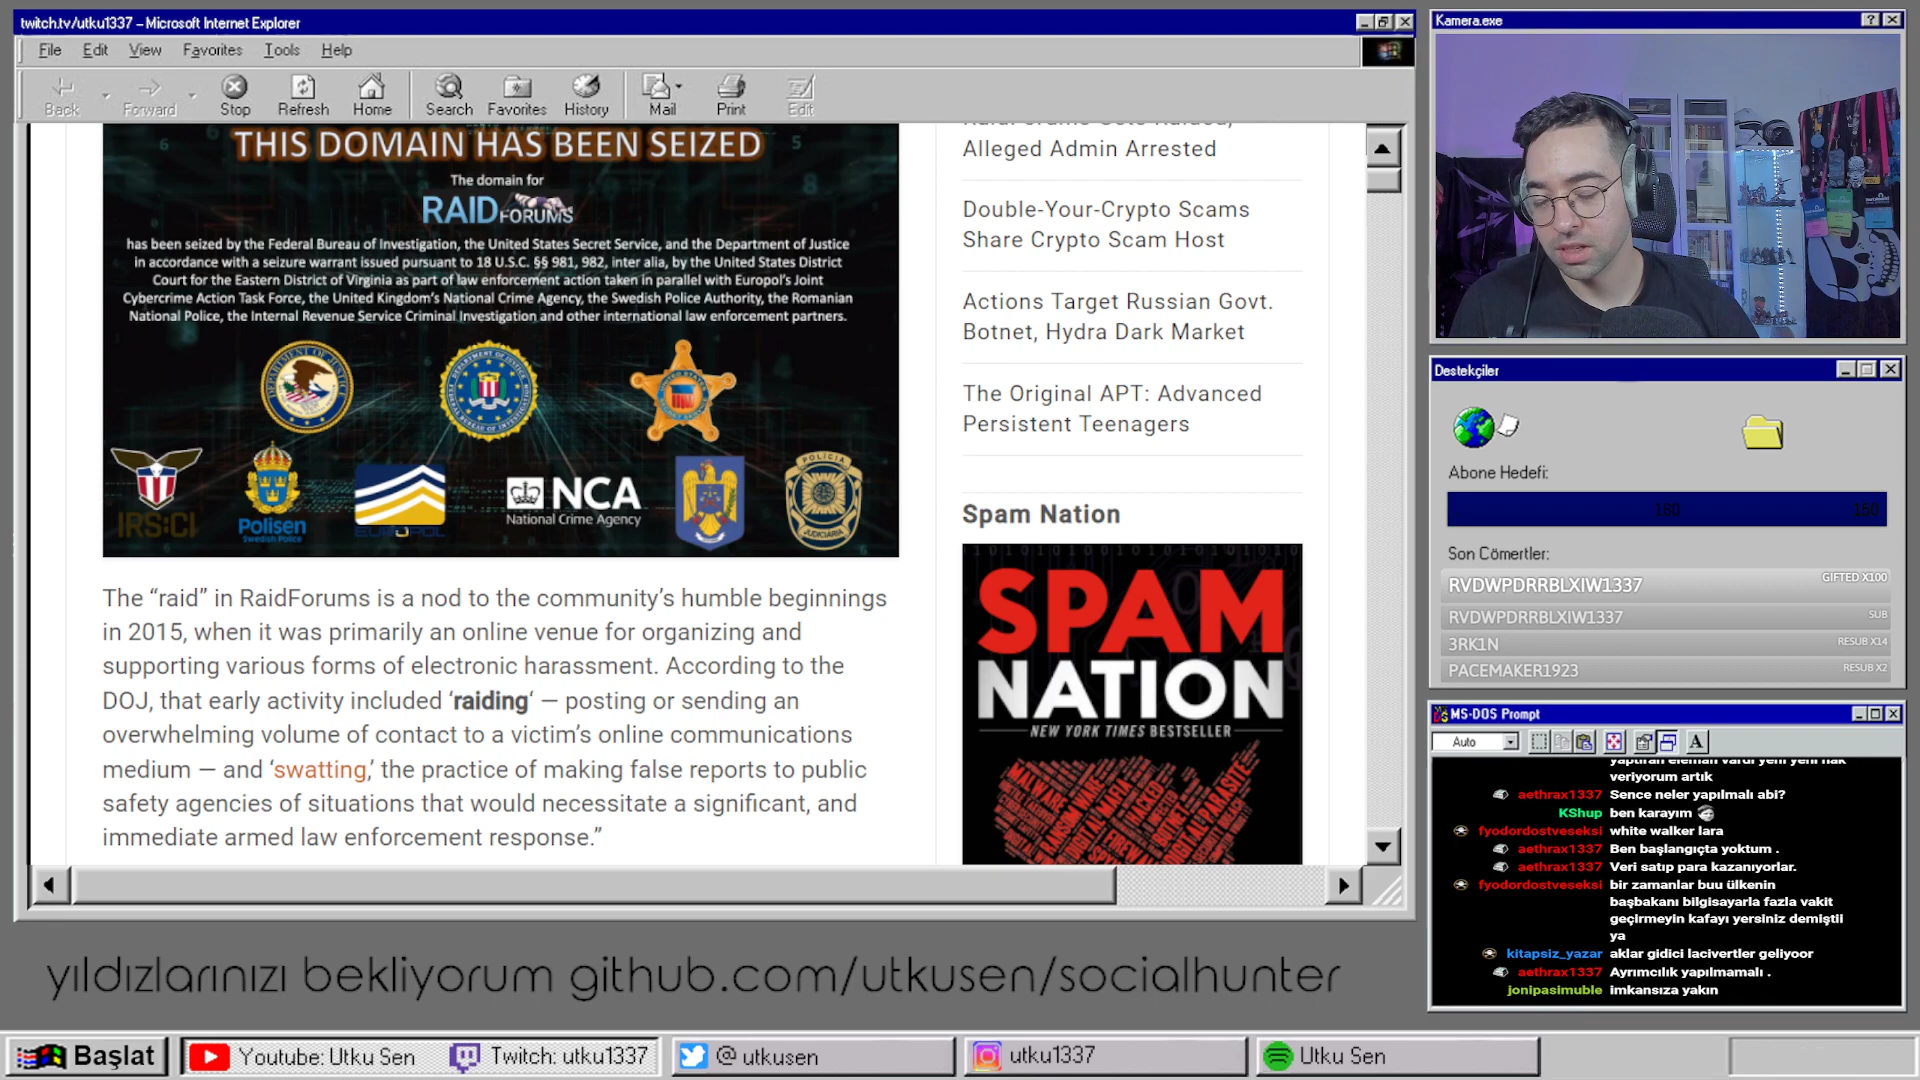 twitch.tv/utku1337 – Microsoft Internet Explorer
File Edit View Favorites Tools Help
Back Forward Stop Refresh Home Search Favorites History Mail Print Edit
THIS DOMAIN HAS BEEN SEIZED
The domain for
RAIDFORUMS
has been seized by the Federal Bureau of Investigation, the United States Secret Service, and the Department of Justice
in accordance with a seizure warrant issued pursuant to 18 U.S.C. §§ 981, 982, inter alia, by the United States District
Court for the Eastern District of Virginia as part of law enforcement action taken in parallel with Europol's Joint
Cybercrime Action Task Force, the United Kingdom's National Crime Agency, the Swedish Police Authority, the Romanian
National Police, the Internal Revenue Service Criminal Investigation and other international law enforcement partners.
IRS:CI
Polisen
Swedish Police
EUROPOL
NCA
National Crime Agency
POLÍCIA
JUDICIÁRIA
The “raid” in RaidForums is a nod to the community’s humble beginnings
in 2015, when it was primarily an online venue for organizing and
supporting various forms of electronic harassment. According to the
DOJ, that early activity included ‘raiding‘ — posting or sending an
overwhelming volume of contact to a victim’s online communications
medium — and ‘swatting,’ the practice of making false reports to public
safety agencies of situations that would necessitate a significant, and
immediate armed law enforcement response.”
Alleged Admin Arrested
Double-Your-Crypto Scams
Share Crypto Scam Host
Actions Target Russian Govt.
Botnet, Hydra Dark Market
The Original APT: Advanced
Persistent Teenagers
Spam Nation
SPAM
NATION
NEW YORK TIMES BESTSELLER
Kamera.exe
Destekçiler
Abone Hedefi:
160 150
Son Cömertler:
RVDWPDRRBLXIW1337 GIFTED X100
RVDWPDRRBLXIW1337 SUB
3RK1N RESUB X14
PACEMAKER1923 RESUB X2
MS-DOS Prompt
Auto
A
veriyorum artık
aethrax1337 Sence neler yapılmalı abi?
KShup ben karayım
fyodordostveseksi white walker lara
aethrax1337 Ben başlangıçta yoktum .
aethrax1337 Veri satıp para kazanıyorlar.
fyodordostveseksi bir zamanlar buu ülkenin
başbakanı bilgisayarla fazla vakit
geçirmeyin kafayı yersiniz demiştii
ya
kitapsiz_yazar aklar gidici lacivertler geliyoor
aethrax1337 Ayrımcılık yapılmamalı .
jonipasimuble imkansıza yakın
yıldızlarınızı bekliyorum github.com/utkusen/socialhunter
Başlat Youtube: Utku Sen Twitch: utku1337 @utkusen utku1337 Utku Sen